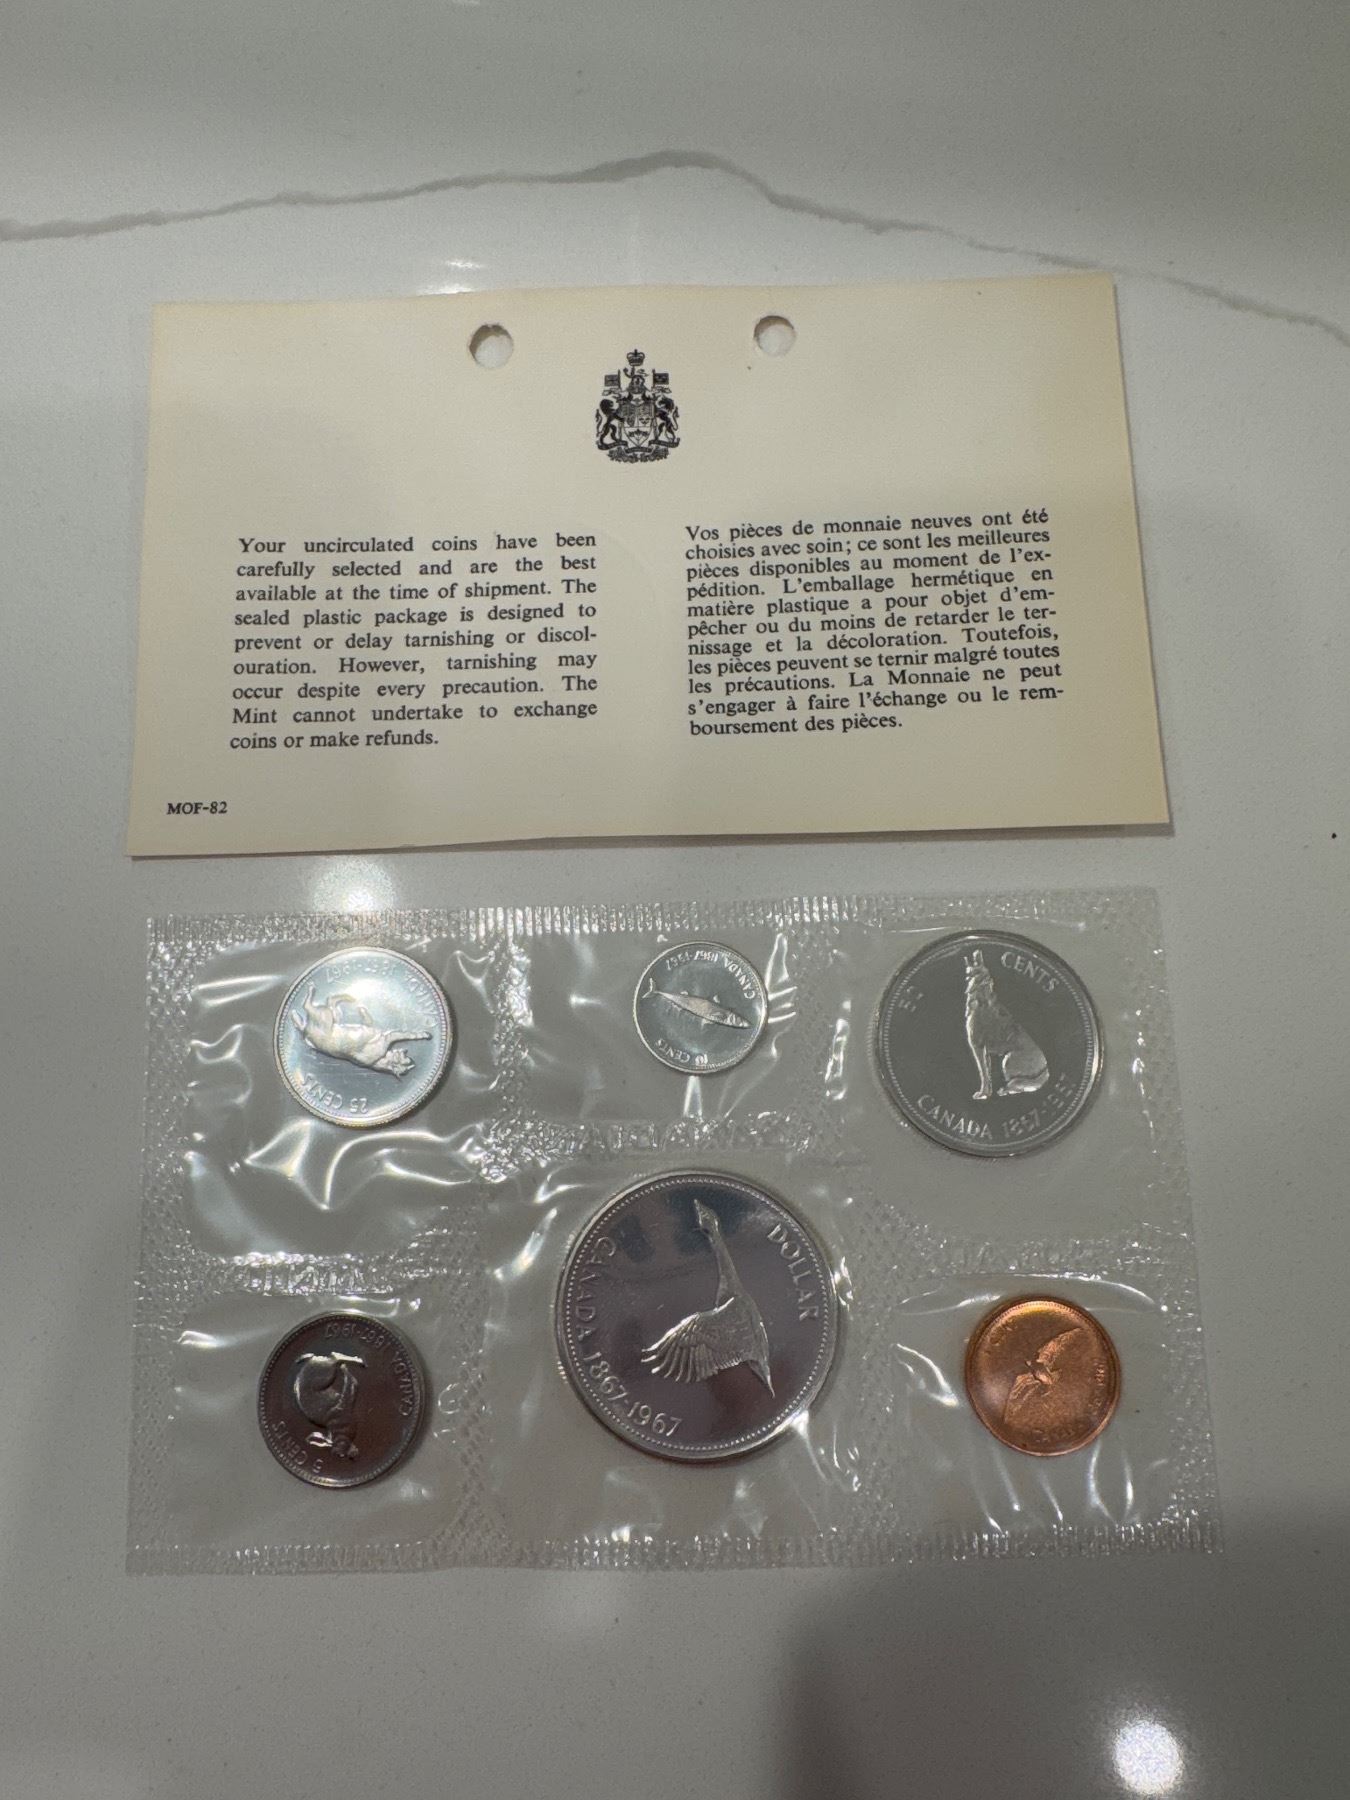 Your uncirculated coins have been
carefully selected and are the best
available at the time of shipment. The
sealed plastic package is designed to
prevent or delay tarnishing or discol-
ouration. However, tarnishing may
occur despite every precaution. The
Mint cannot undertake to exchange
coins or make refunds.
Vos pièces de monnaie neuves ont été
choisies avec soin; ce sont les meilleures
pièces disponibles au moment de l'ex-
pédition. L'emballage hermétique en
matière plastique a pour objet d'em-
pêcher ou du moins de retarder le ter-
nissage et la décoloration. Toutefois,
les pièces peuvent se ternir malgré toutes
les précautions. La Monnaie ne peut
s'engager à faire l'échange ou le rem-
boursement des pièces.
MOF-82
CANADA 1867-1967
25 CENTS
CANADA 1867-1967
10 CENTS
CENTS
CANADA 1867
CANADA 1867-1967
5 CENTS
DOLLAR
CANADA 1867-1967